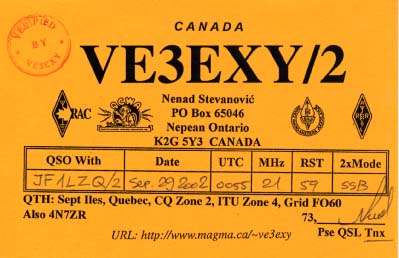 CANADA
VERIFIED
BY
VE3EXY
VE3EXY/2
RAC
Nenad Stevanović
PO Box 65046
Nepean Ontario
K2G 5Y3 CANADA
QSO With Date UTC MHz RST 2xMode
JF1LZQ/2 Sep. 29 2002 0055 21 59 SSB
QTH: Sept Iles, Quebec, CQ Zone 2, ITU Zone 4, Grid FO60
Also 4N7ZR 73,
URL: http://www.magma.ca/~ve3exy Pse QSL Tnx